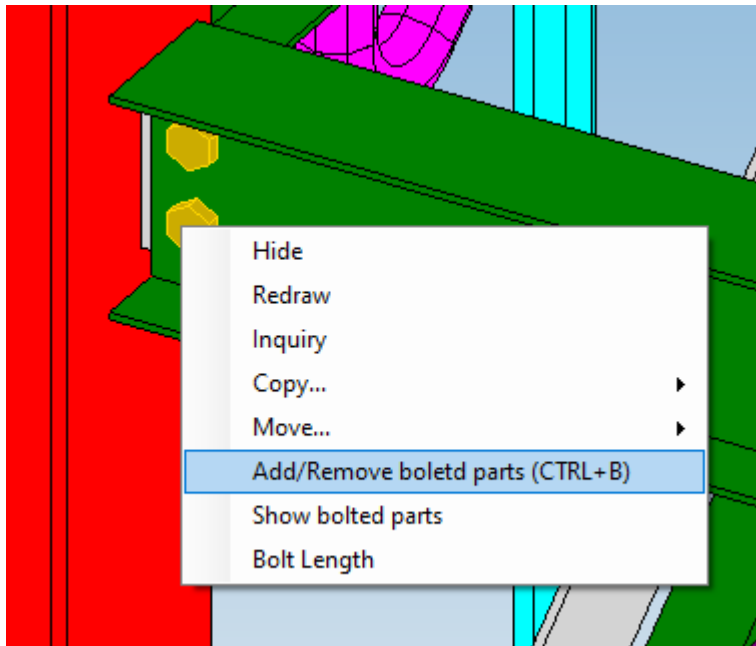 Hide
Redraw
Inquiry
Copy...
Move...
Add/Remove boletd parts (CTRL+B)
Show bolted parts
Bolt Length